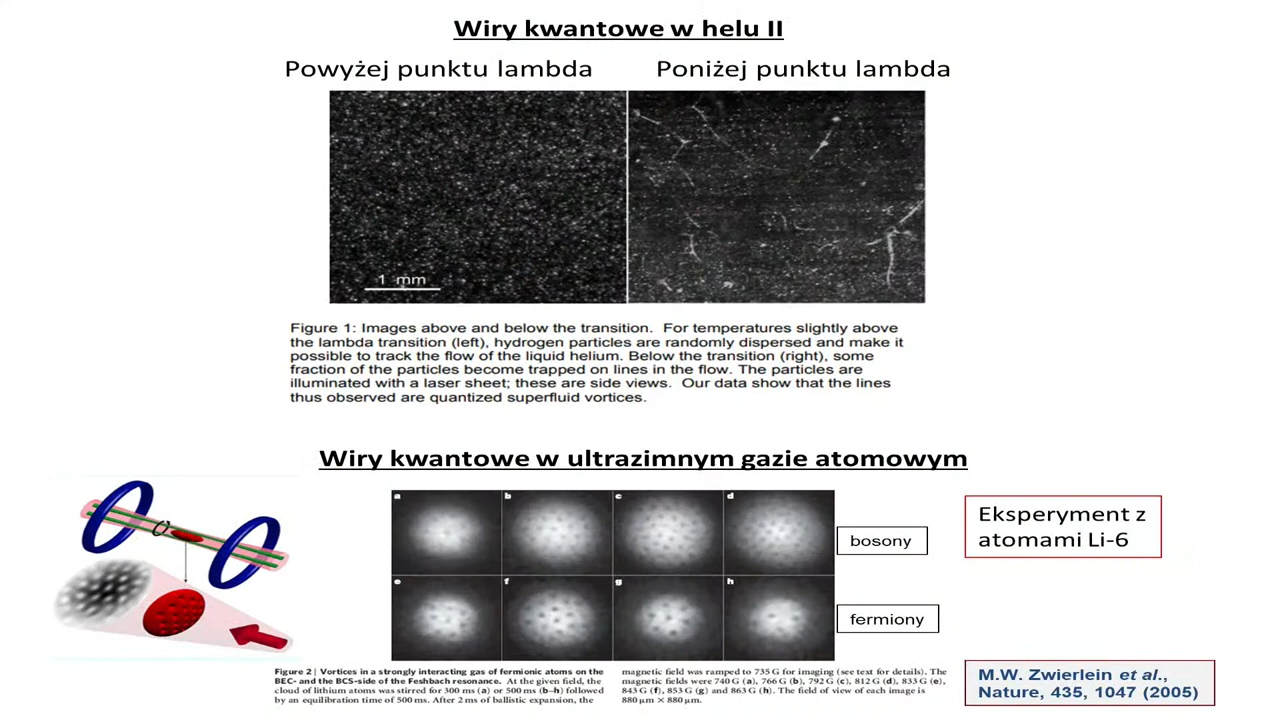 Wiry kwantowe w helu II
Powyżej punktu lambda
Poniżej punktu lambda
1 mm
Figure 1: Images above and below the transition. For temperatures slightly above
the lambda transition (left), hydrogen particles are randomly dispersed and make it
possible to track the flow of the liquid helium. Below the transition (right), some
fraction of the particles become trapped on lines in the flow. The particles are
illuminated with a laser sheet; these are side views. Our data show that the lines
thus observed are quantized superfluid vortices.
Wiry kwantowe w ultrazimnym gazie atomowym
a
b
c
d
e
f
g
h
bosony
fermiony
Eksperyment z
atomami Li-6
Figure 2 | Vortices in a strongly interacting gas of fermionic atoms on the
BEC- and the BCS-side of the Feshbach resonance. At the given field, the
cloud of lithium atoms was stirred for 300 ms (a) or 500 ms (b–h) followed
by an equilibration time of 500 ms. After 2 ms of ballistic expansion, the
magnetic field was ramped to 735 G for imaging (see text for details). The
magnetic fields were 740 G (a), 766 G (b), 792 G (c), 812 G (d), 833 G (e),
843 G (f), 853 G (g) and 863 G (h). The field of view of each image is
880 μm × 880 μm.
M.W. Zwierlein et al.,
Nature, 435, 1047 (2005)